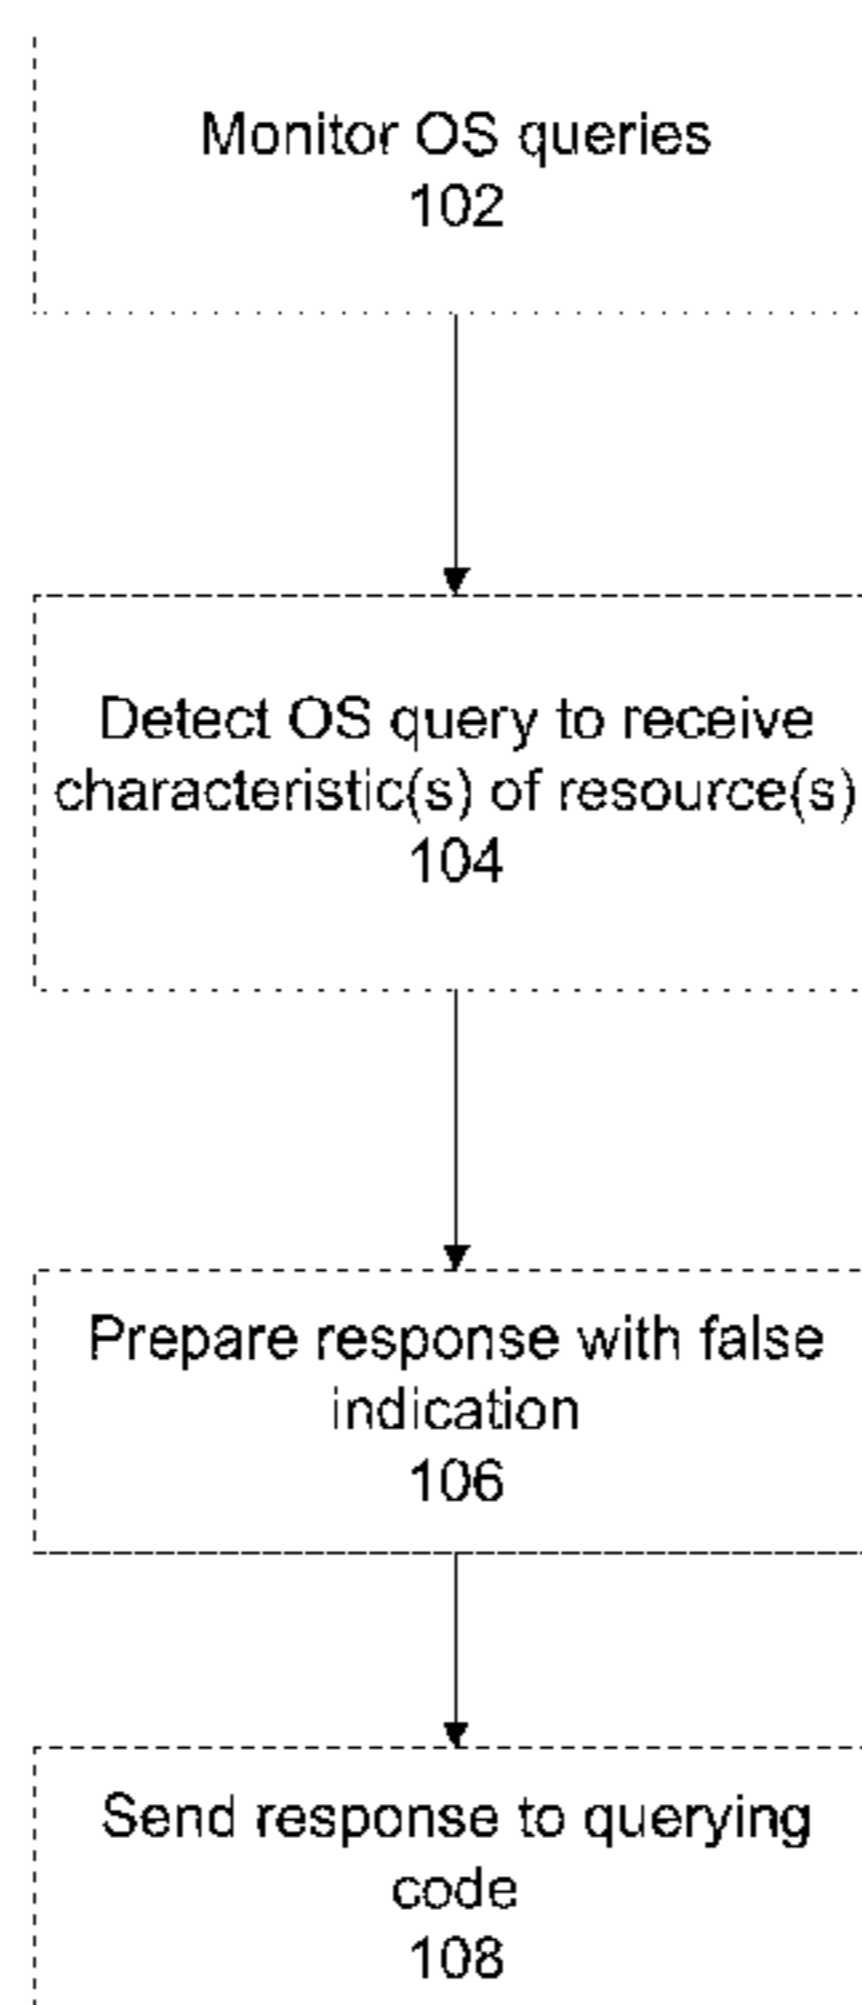 Monitor OS queries
102
Detect OS query to receive
characteristic(s) of resource(s)
104
Prepare response with false
indication
106
Send response to querying
code
108